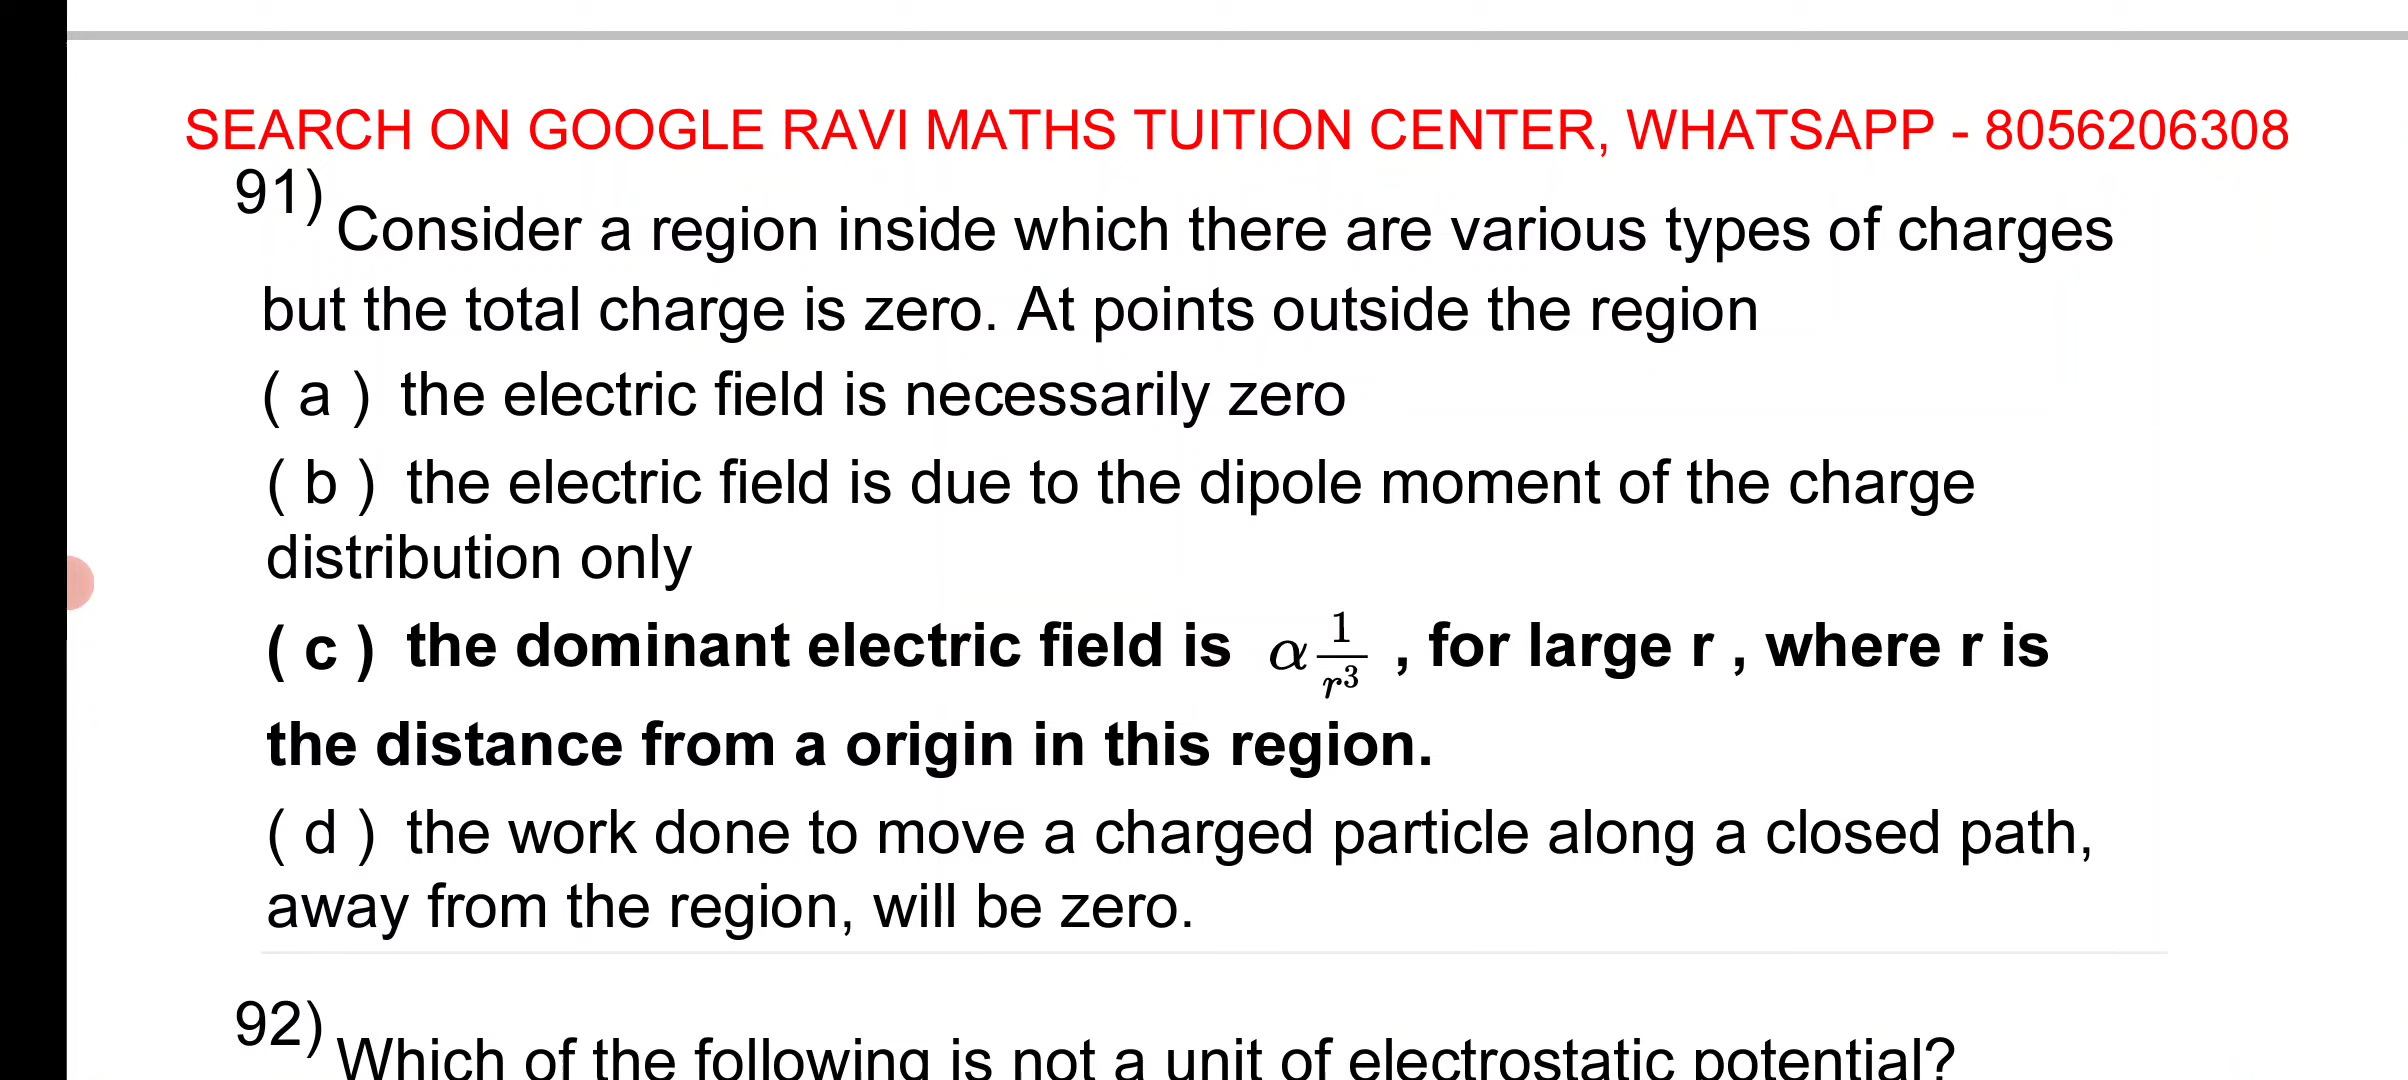 SEARCH ON GOOGLE RAVI MATHS TUITION CENTER, WHATSAPP - 8056206308
91) Consider a region inside which there are various types of charges
but the total charge is zero. At points outside the region
( a ) the electric field is necessarily zero
( b ) the electric field is due to the dipole moment of the charge
distribution only
( c ) the dominant electric field is α 1/r³ , for large r , where r is
the distance from a origin in this region.
( d ) the work done to move a charged particle along a closed path,
away from the region, will be zero.
92) Which of the following is not a unit of electrostatic potential?